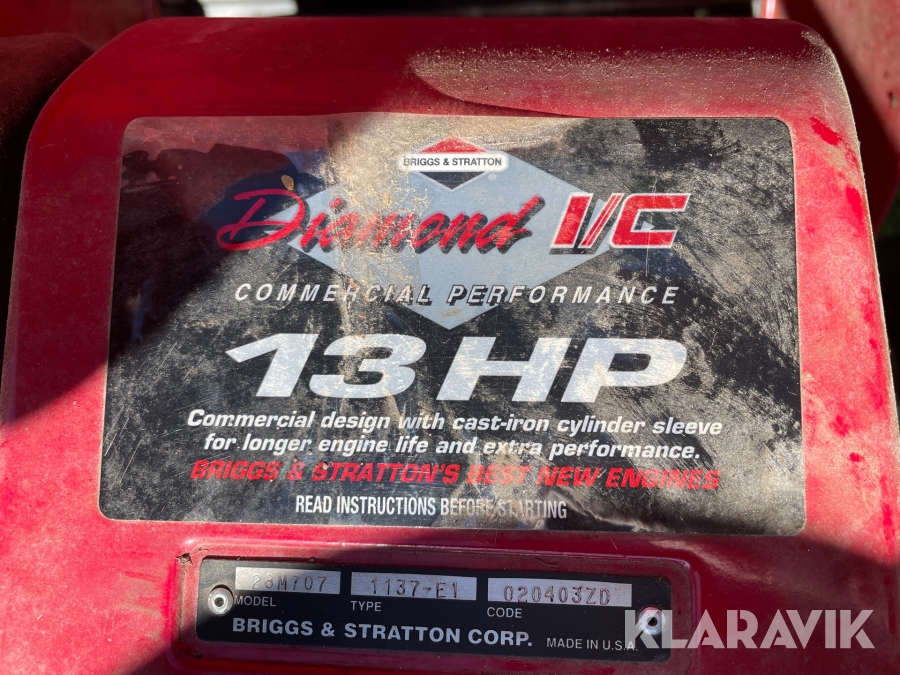 BRIGGS & STRATTON
Diamond I/C
COMMERCIAL PERFORMANCE
13 HP
Commercial design with cast-iron cylinder sleeve
for longer engine life and extra performance.
BRIGGS & STRATTON'S BEST NEW ENGINES
READ INSTRUCTIONS BEFORE STARTING
28M707 1137-E1 020403ZD
MODEL TYPE CODE
BRIGGS & STRATTON CORP. MADE IN U.S.A.
KLARAVIK